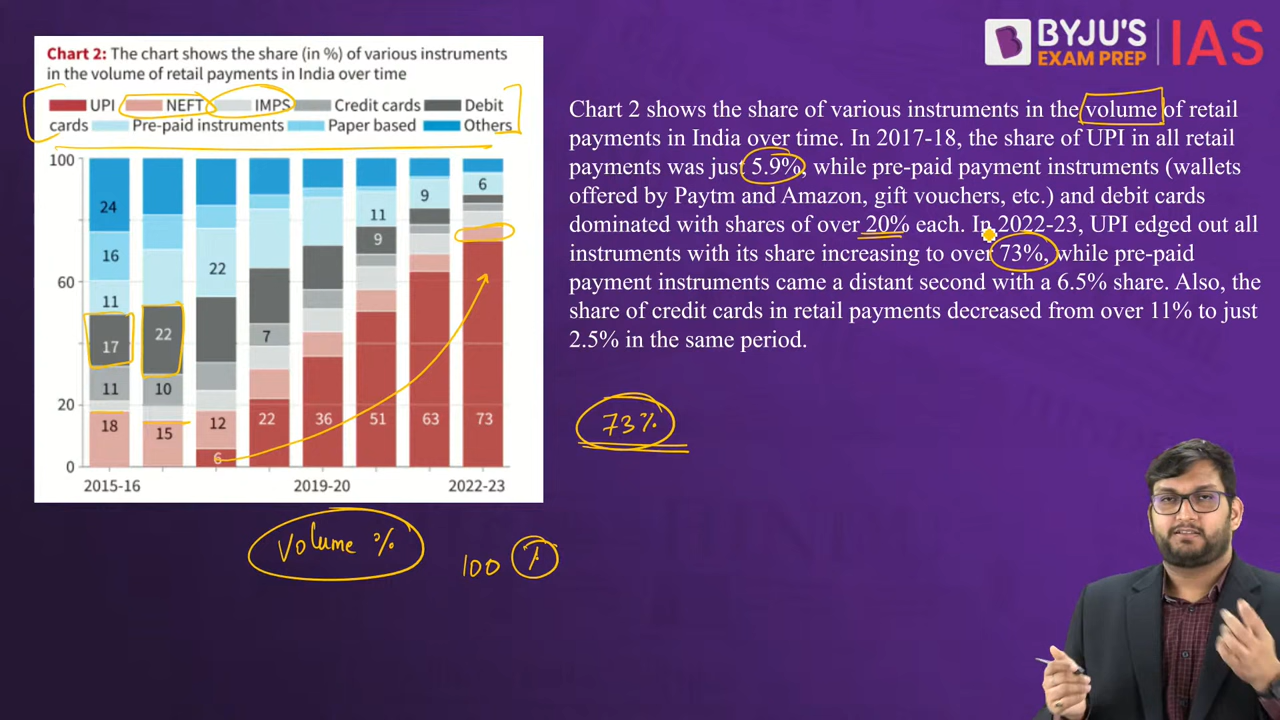 Chart 2: The chart shows the share (in %) of various instruments
in the volume of retail payments in India over time
UPI NEFT IMPS Credit cards Debit
cards Pre-paid instruments Paper based Others
100
60
20
0
24
16
11
17
11
18
22
10
15
22
12
6
7
22
36
11
9
51
9
63
6
73
2015-16 2019-20 2022-23
Volume %
100 %
BYJU'S IAS
EXAM PREP
Chart 2 shows the share of various instruments in the volume of retail
payments in India over time. In 2017-18, the share of UPI in all retail
payments was just 5.9%, while pre-paid payment instruments (wallets
offered by Paytm and Amazon, gift vouchers, etc.) and debit cards
dominated with shares of over 20% each. In 2022-23, UPI edged out all
instruments with its share increasing to over 73%, while pre-paid
payment instruments came a distant second with a 6.5% share. Also, the
share of credit cards in retail payments decreased from over 11% to just
2.5% in the same period.
73%